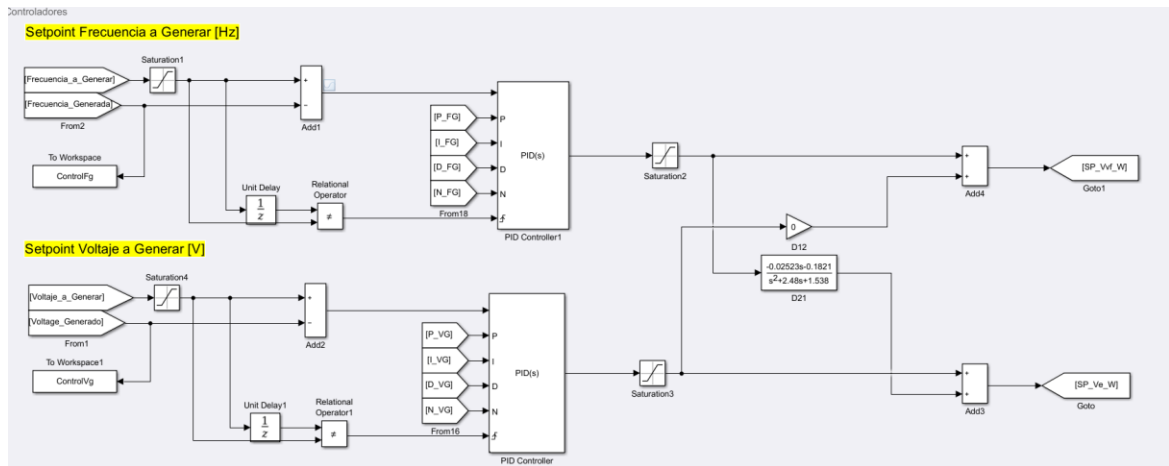 Controladores
Setpoint Frecuencia a Generar [Hz]
Saturation1
[Frecuencia_a_Generar]
[Frecuencia_Generada]
From2
+
−
Add1
To Workspace
ControlFg
Unit Delay
1
z
Relational
Operator
≠
[P_FG]
[I_FG]
[D_FG]
[N_FG]
From18
P
I
D
N
PID(s)
PID Controller1
Saturation2
+
+
Add4
[SP_Vvf_W]
Goto1
0
D12
-0.02523s-0.1821
s²+2.48s+1.538
D21
Setpoint Voltaje a Generar [V]
Saturation4
[Voltaje_a_Generar]
[Voltage_Generado]
From1
+
−
Add2
To Workspace1
ControlVg
Unit Delay1
1
z
Relational
Operator1
≠
[P_VG]
[I_VG]
[D_VG]
[N_VG]
From16
P
I
D
N
PID(s)
PID Controller
Saturation3
+
+
Add3
[SP_Ve_W]
Goto